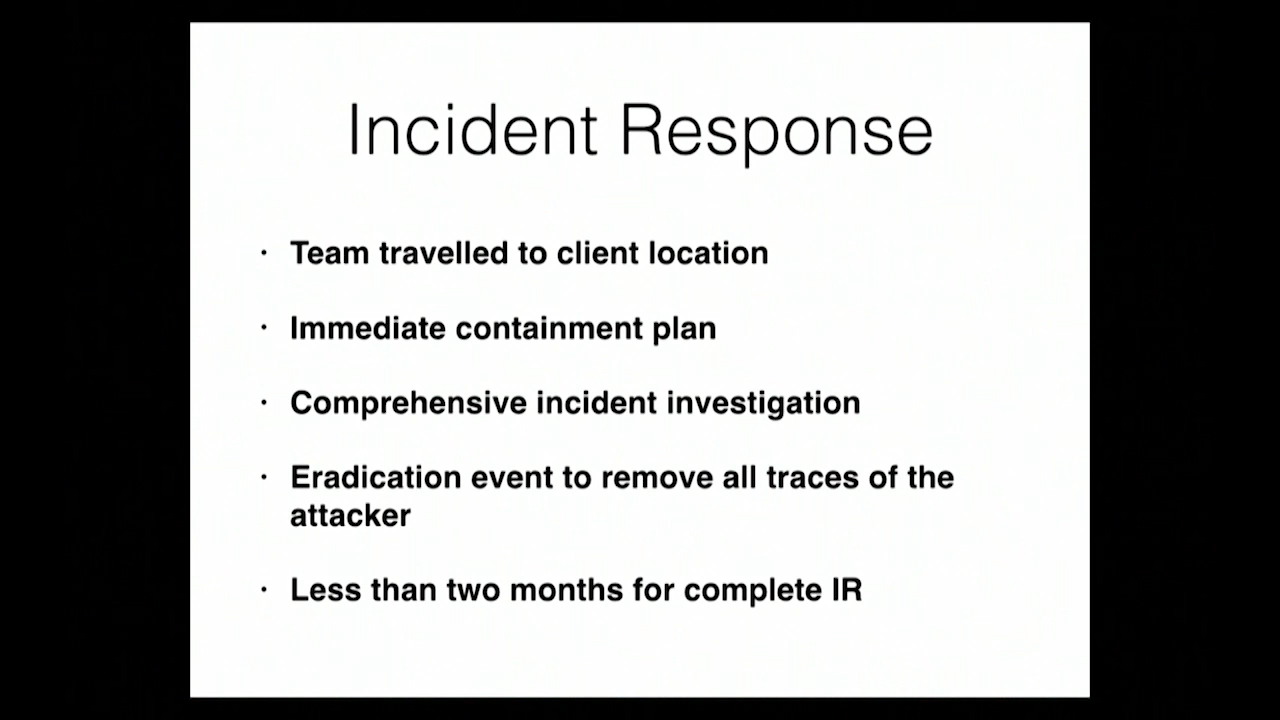 Incident Response
· Team travelled to client location
· Immediate containment plan
· Comprehensive incident investigation
· Eradication event to remove all traces of the
attacker
· Less than two months for complete IR